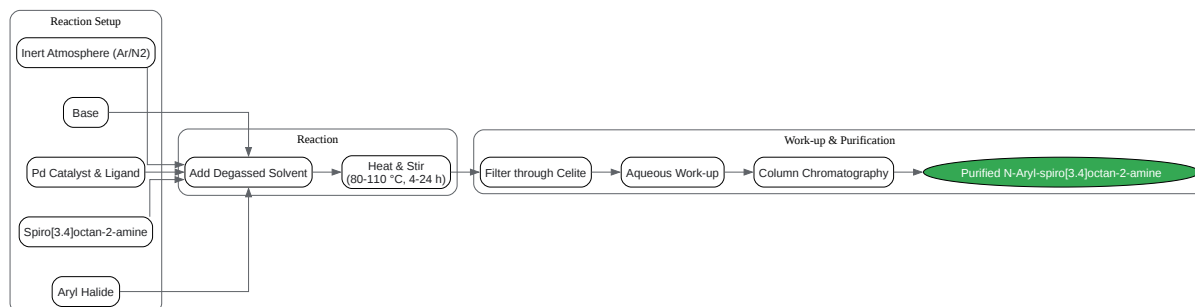 Reaction Setup
Inert Atmosphere (Ar/N2)
Base
Pd Catalyst & Ligand
Spiro[3.4]octan-2-amine
Aryl Halide
Reaction
Add Degassed Solvent
Heat & Stir
(80-110 °C, 4-24 h)
Work-up & Purification
Filter through Celite
Aqueous Work-up
Column Chromatography
Purified N-Aryl-spiro[3.4]octan-2-amine